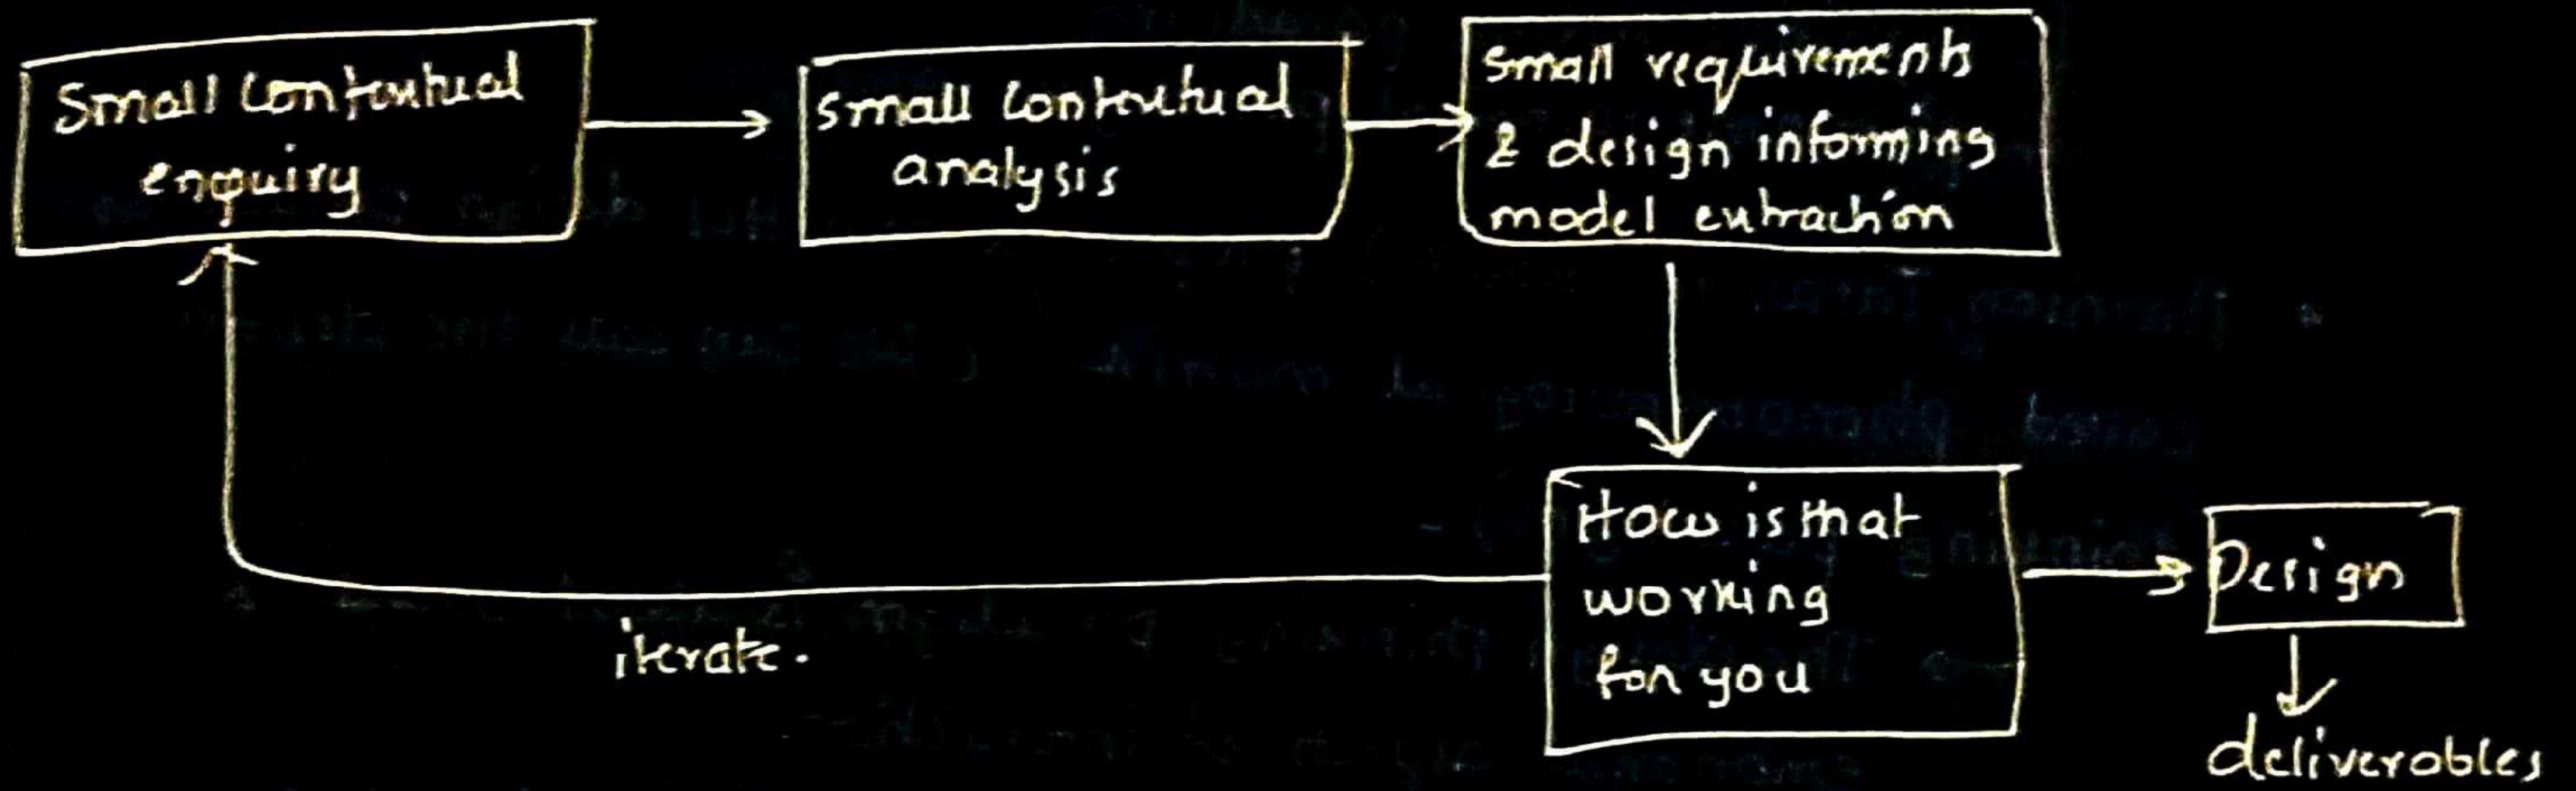 Small Contextual
enquiry
Small Contextual
analysis
Small requirements
& design informing
model extraction
How is that
working
for you
Design
iterate.
deliverables